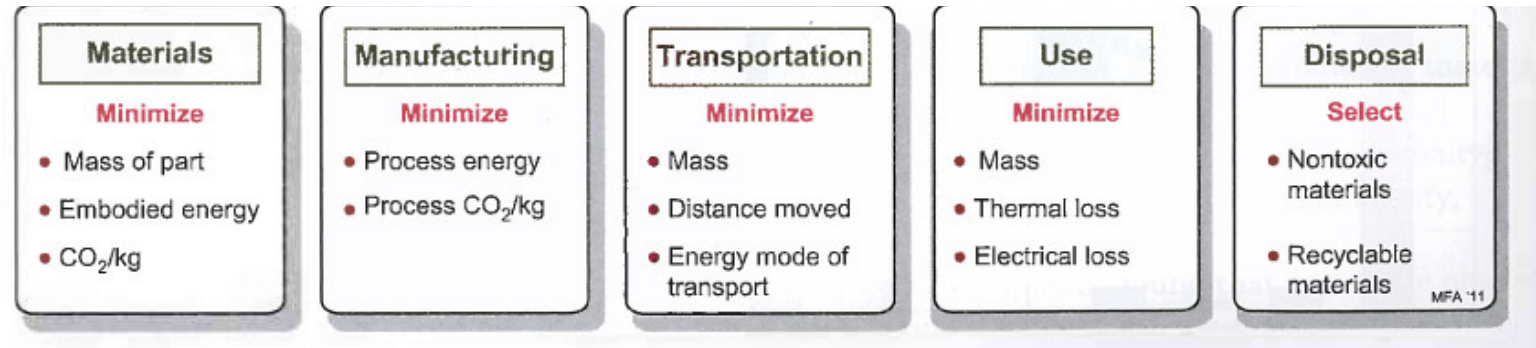 Materials
Minimize
• Mass of part
• Embodied energy
• CO₂/kg
Manufacturing
Minimize
• Process energy
• Process CO₂/kg
Transportation
Minimize
• Mass
• Distance moved
• Energy mode of
transport
Use
Minimize
• Mass
• Thermal loss
• Electrical loss
Disposal
Select
• Nontoxic
materials
• Recyclable
materials
MFA '11